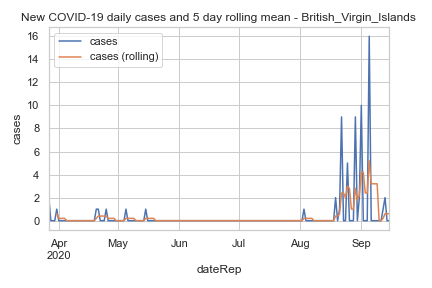 New COVID-19 daily cases and 5 day rolling mean - British_Virgin_Islands
cases
cases (rolling)
16
14
12
10
8
6
4
2
0
cases
Apr
2020
May
Jun
Jul
Aug
Sep
dateRep